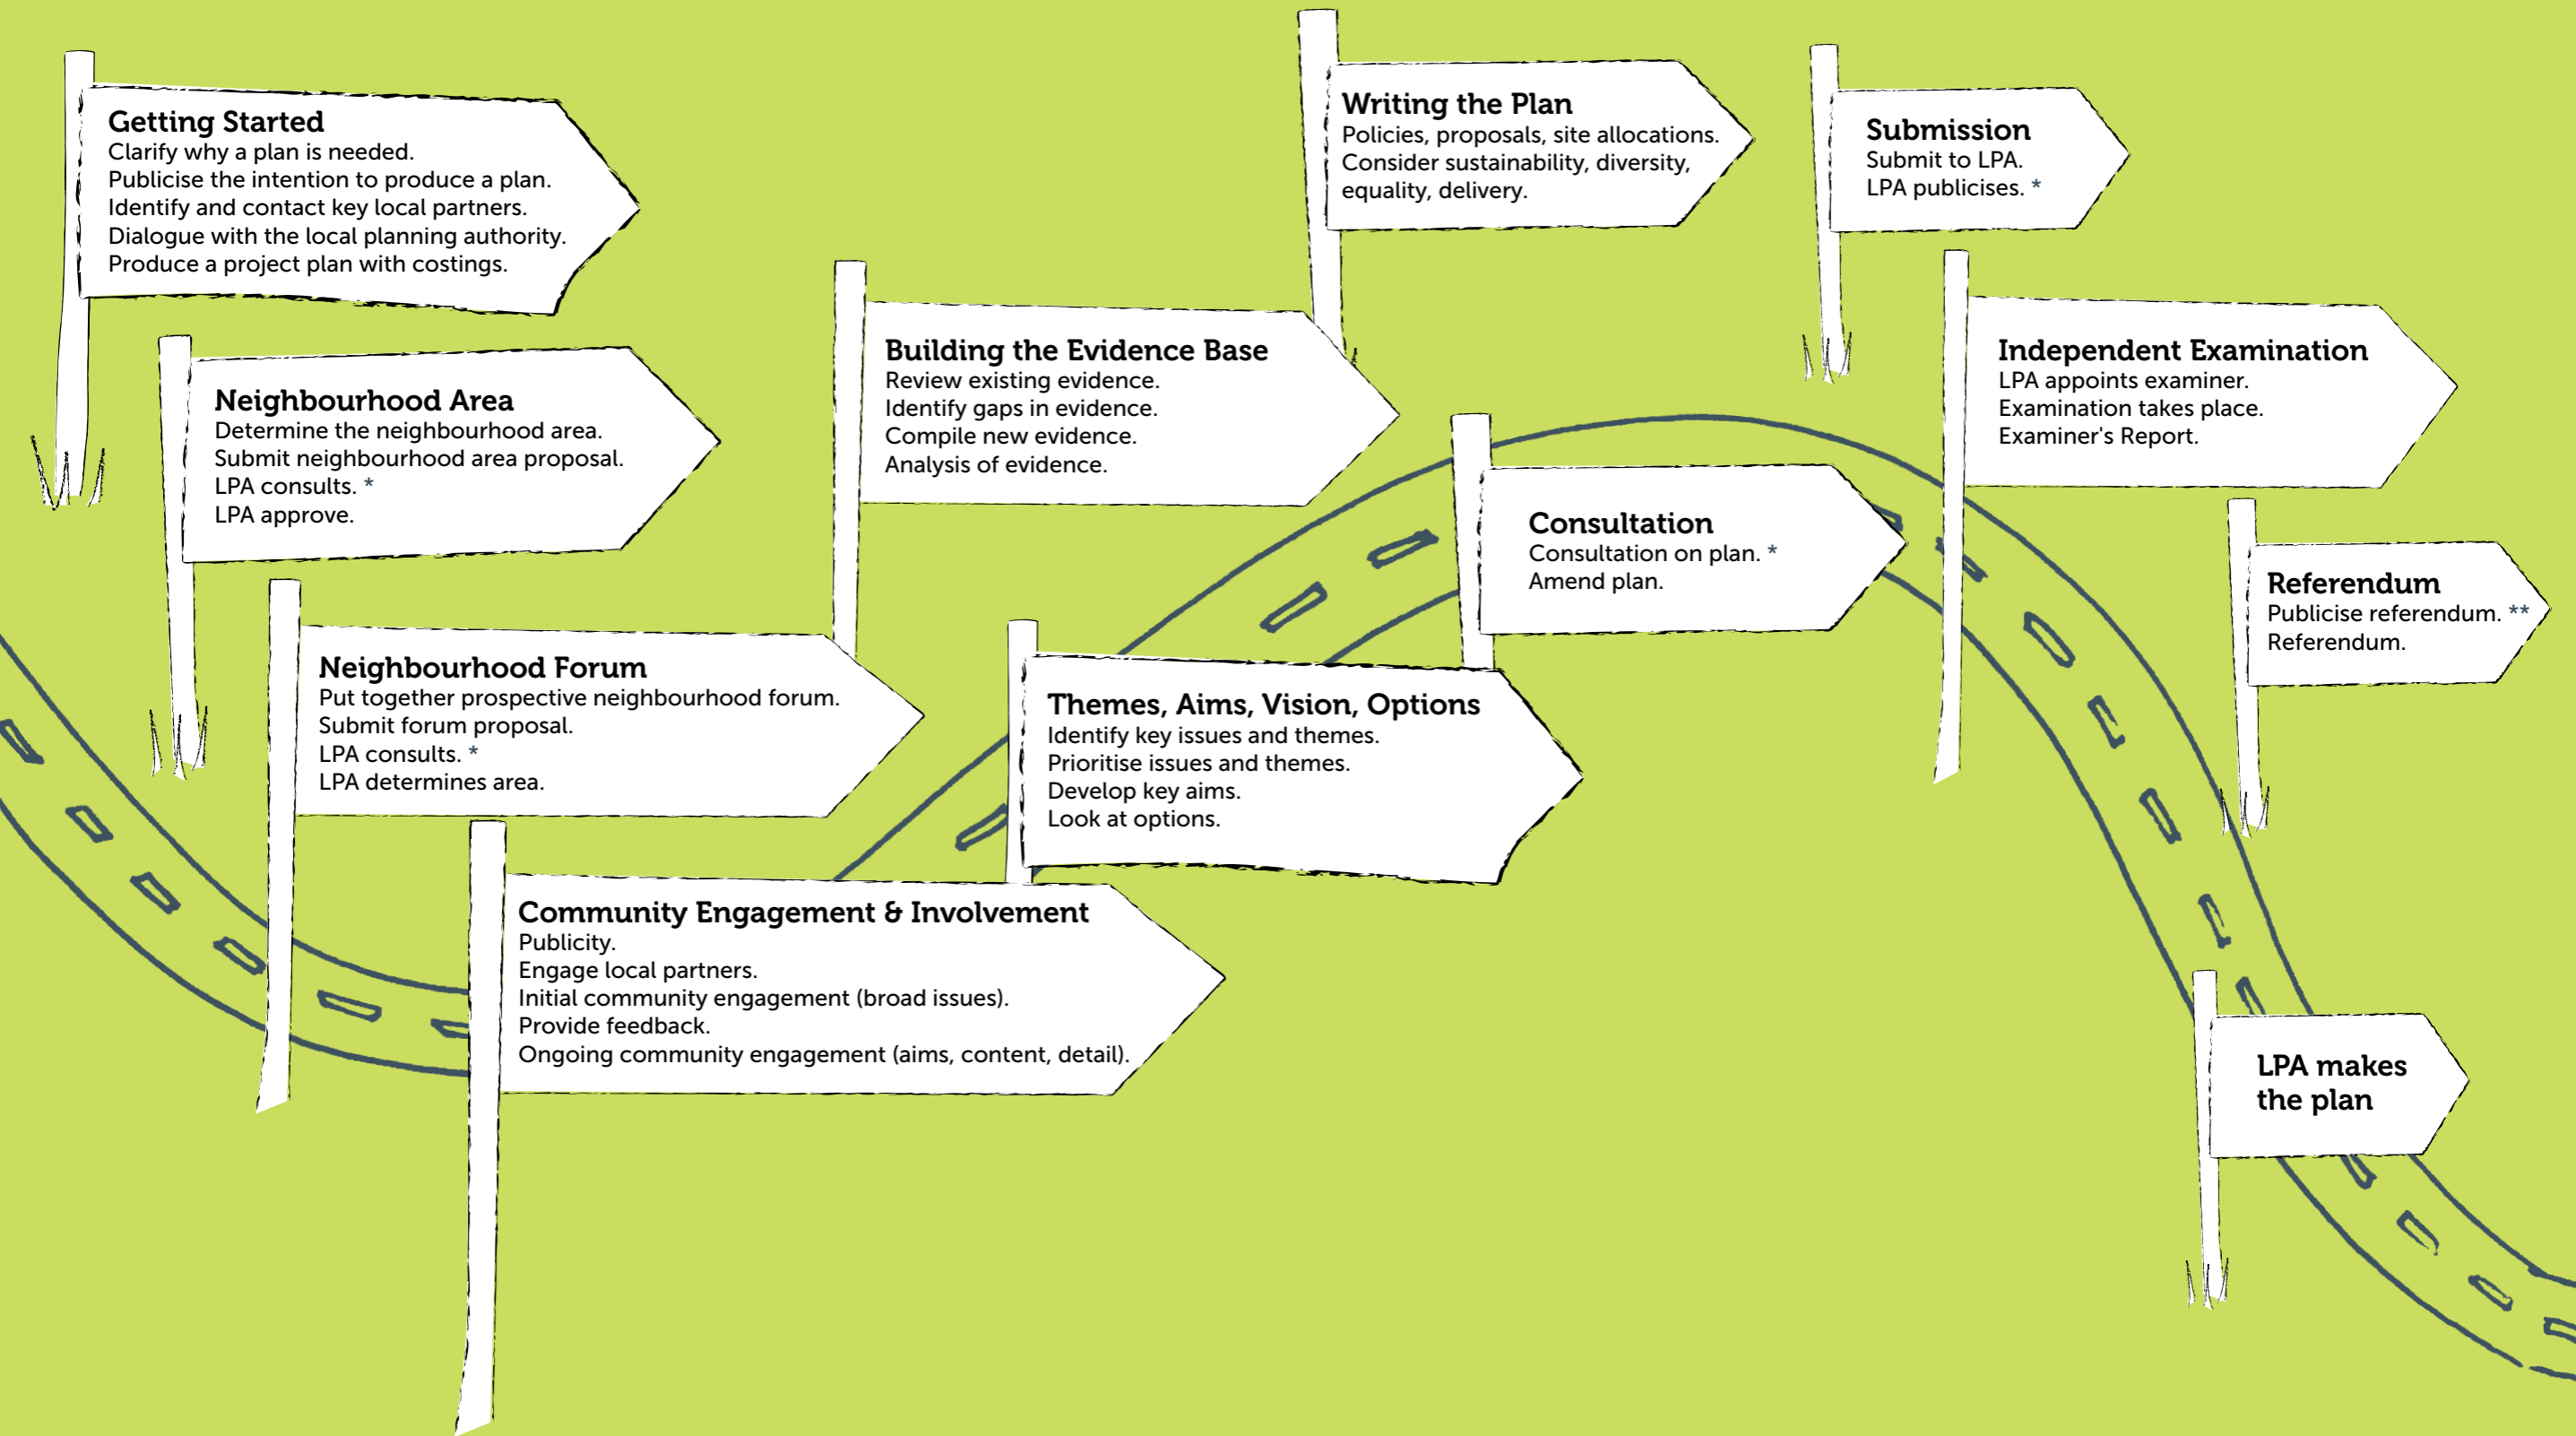 Getting Started
Clarify why a plan is needed.
Publicise the intention to produce a plan.
Identify and contact key local partners.
Dialogue with the local planning authority.
Produce a project plan with costings.
Neighbourhood Area
Determine the neighbourhood area.
Submit neighbourhood area proposal.
LPA consults. *
LPA approve.
Neighbourhood Forum
Put together prospective neighbourhood forum.
Submit forum proposal.
LPA consults. *
LPA determines area.
Community Engagement & Involvement
Publicity.
Engage local partners.
Initial community engagement (broad issues).
Provide feedback.
Ongoing community engagement (aims, content, detail).
Building the Evidence Base
Review existing evidence.
Identify gaps in evidence.
Compile new evidence.
Analysis of evidence.
Themes, Aims, Vision, Options
Identify key issues and themes.
Prioritise issues and themes.
Develop key aims.
Look at options.
Writing the Plan
Policies, proposals, site allocations.
Consider sustainability, diversity,
equality, delivery.
Consultation
Consultation on plan. *
Amend plan.
Submission
Submit to LPA.
LPA publicises. *
Independent Examination
LPA appoints examiner.
Examination takes place.
Examiner's Report.
Referendum
Publicise referendum. **
Referendum.
LPA makes
the plan